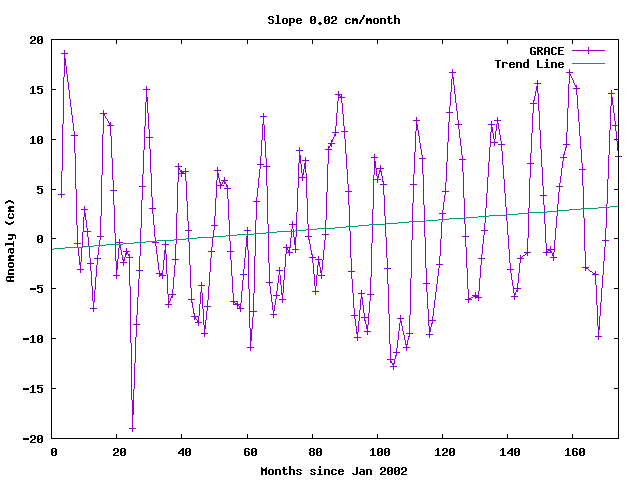 Slope 0.02 cm/month
GRACE
Trend Line
20
15
10
5
0
-5
-10
-15
-20
Anomaly (cm)
0 20 40 60 80 100 120 140 160
Months since Jan 2002